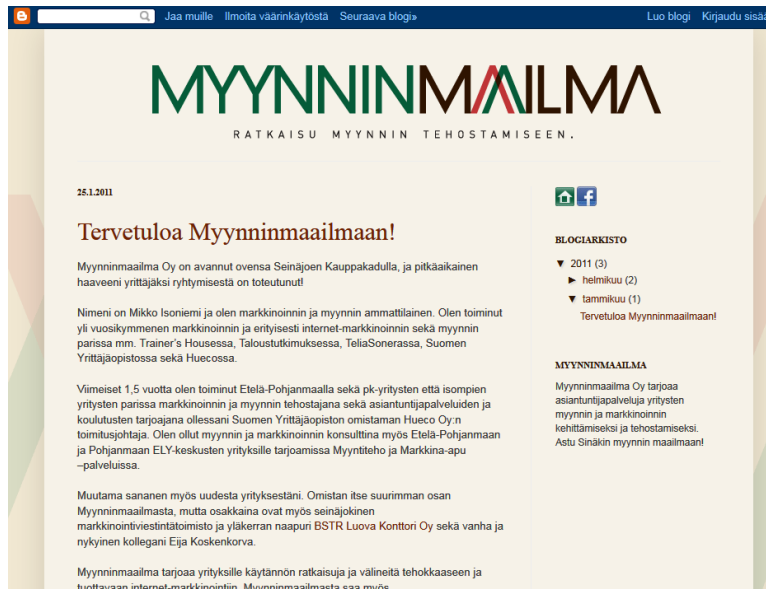 Jaa muille Ilmoita väärinkäytöstä Seuraava blogi» Luo blogi Kirjaudu sisää
MYYNNINMAAILMA
RATKAISU MYYNNIN TEHOSTAMISEEN.
25.1.2011
Tervetuloa Myynninmaailmaan!
Myynninmaailma Oy on avannut ovensa Seinäjoen Kauppakadulla, ja pitkäaikainen
haaveeni yrittäjäksi ryhtymisestä on toteutunut!
Nimeni on Mikko Isoniemi ja olen markkinoinnin ja myynnin ammattilainen. Olen toiminut
yli vuosikymmenen markkinoinnin ja erityisesti internet-markkinoinnin sekä myynnin
parissa mm. Trainer's Housessa, Taloustutkimuksessa, TeliaSonerassa, Suomen
Yrittäjäopistossa sekä Huecossa.
Viimeiset 1,5 vuotta olen toiminut Etelä-Pohjanmaalla sekä pk-yritysten että isompien
yritysten parissa markkinoinnin ja myynnin tehostajana sekä asiantuntijapalveluiden ja
koulutusten tarjoajana ollessani Suomen Yrittäjäopiston omistaman Hueco Oy:n
toimitusjohtaja. Olen ollut myynnin ja markkinoinnin konsulttina myös Etelä-Pohjanmaan
ja Pohjanmaan ELY-keskusten yrityksille tarjoamissa Myyntiteho ja Markkina-apu
–palveluissa.
Muutama sananen myös uudesta yrityksestäni. Omistan itse suurimman osan
Myynninmaailmasta, mutta osakkaina ovat myös seinäjokinen
markkinointiviestintätoimisto ja yläkerran naapuri BSTR Luova Konttori Oy sekä vanha ja
nykyinen kollegani Eija Koskenkorva.
Myynninmaailma tarjoaa yrityksille käytännön ratkaisuja ja välineitä tehokkaaseen ja
tuottavaan internet-markkinointiin. Myynninmaailmasta saa myös
BLOGIARKISTO
▼ 2011 (3)
► helmikuu (2)
▼ tammikuu (1)
Tervetuloa Myynninmaailmaan!
MYYNNINMAAILMA
Myynninmaailma Oy tarjoaa
asiantuntijapalveluja yritysten
myynnin ja markkinoinnin
kehittämiseksi ja tehostamiseksi.
Astu Sinäkin myynnin maailmaan!